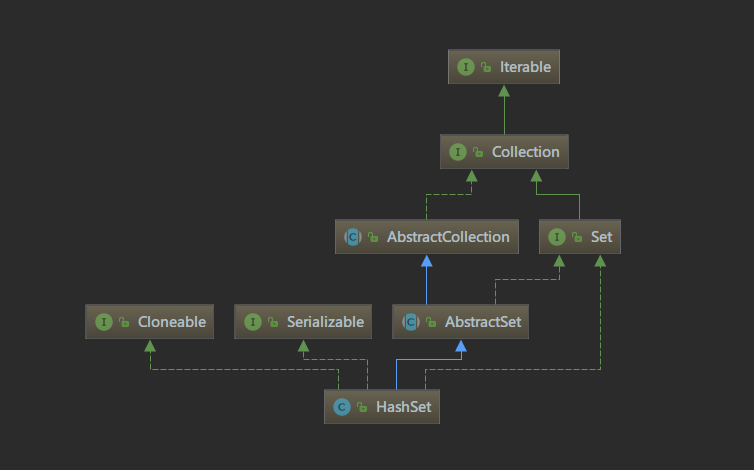 I Iterable
I Collection
C AbstractCollection
I Set
I Cloneable
I Serializable
C AbstractSet
C HashSet